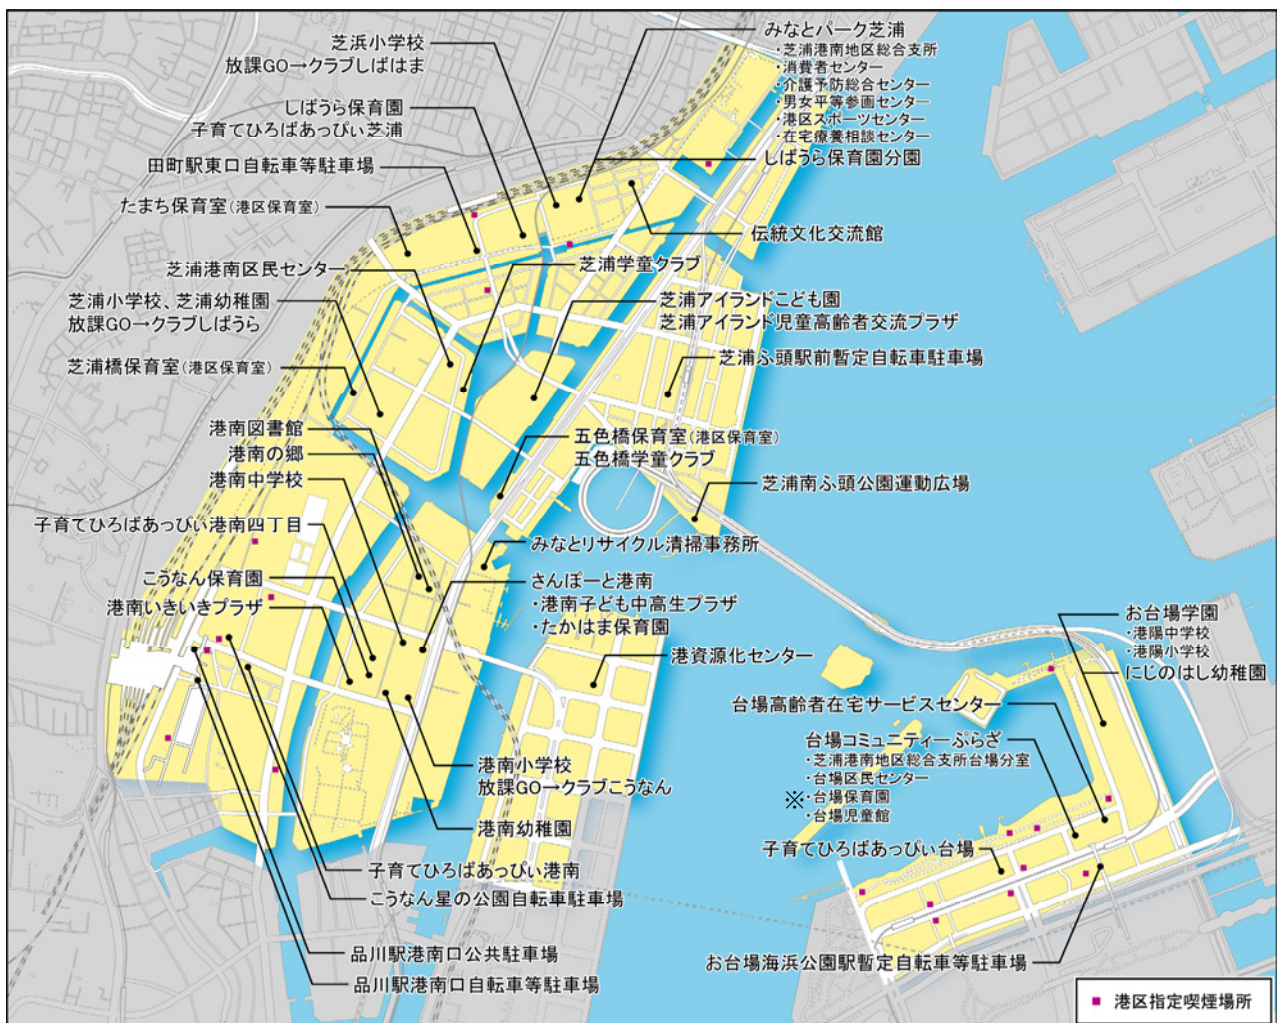 芝浜小学校
放課GO→クラブしばはま
しばうら保育園
子育てひろばあっぴぃ芝浦
田町駅東口自転車等駐車場
たまち保育室(港区保育室)
芝浦港南区民センター
芝浦小学校、芝浦幼稚園
放課GO→クラブしばうら
芝浦橋保育室(港区保育室)
港南図書館
港南の郷
港南中学校
子育てひろばあっぴぃ港南四丁目
こうなん保育園
港南いきいきプラザ
みなとパーク芝浦
・芝浦港南地区総合支所
・消費者センター
・介護予防総合センター
・男女平等参画センター
・港区スポーツセンター
・在宅療養相談センター
しばうら保育園分園
伝統文化交流館
芝浦学童クラブ
芝浦アイランドこども園
芝浦アイランド児童高齢者交流プラザ
芝浦ふ頭駅前暫定自転車駐車場
五色橋保育室(港区保育室)
五色橋学童クラブ
芝浦南ふ頭公園運動広場
みなとリサイクル清掃事務所
さんぽーと港南
・港南子ども中高生プラザ
・たかはま保育園
港資源化センター
お台場学園
・港陽中学校
・港陽小学校
にじのはし幼稚園
台場高齢者在宅サービスセンター
台場コミュニティーぷらざ
・芝浦港南地区総合支所台場分室
・台場区民センター
※・台場保育園
・台場児童館
子育てひろばあっぴぃ台場
港南小学校
放課GO→クラブこうなん
港南幼稚園
子育てひろばあっぴぃ港南
こうなん星の公園自転車駐車場
品川駅港南口公共駐車場
品川駅港南口自転車等駐車場
お台場海浜公園駅暫定自転車等駐車場
港区指定喫煙場所